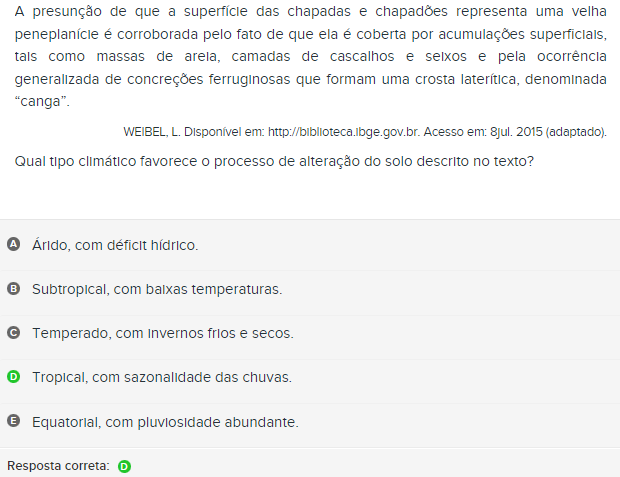 A presunção de que a superfície das chapadas e chapadões representa uma velha
peneplanície é corroborada pelo fato de que ela é coberta por acumulações superficiais,
tais como massas de areia, camadas de cascalhos e seixos e pela ocorrência
generalizada de concreções ferruginosas que formam uma crosta laterítica, denominada
“canga”.
WEIBEL, L. Disponível em: http://biblioteca.ibge.gov.br. Acesso em: 8jul. 2015 (adaptado).
Qual tipo climático favorece o processo de alteração do solo descrito no texto?
A Árido, com déficit hídrico.
B Subtropical, com baixas temperaturas.
C Temperado, com invernos frios e secos.
D Tropical, com sazonalidade das chuvas.
E Equatorial, com pluviosidade abundante.
Resposta correta: D